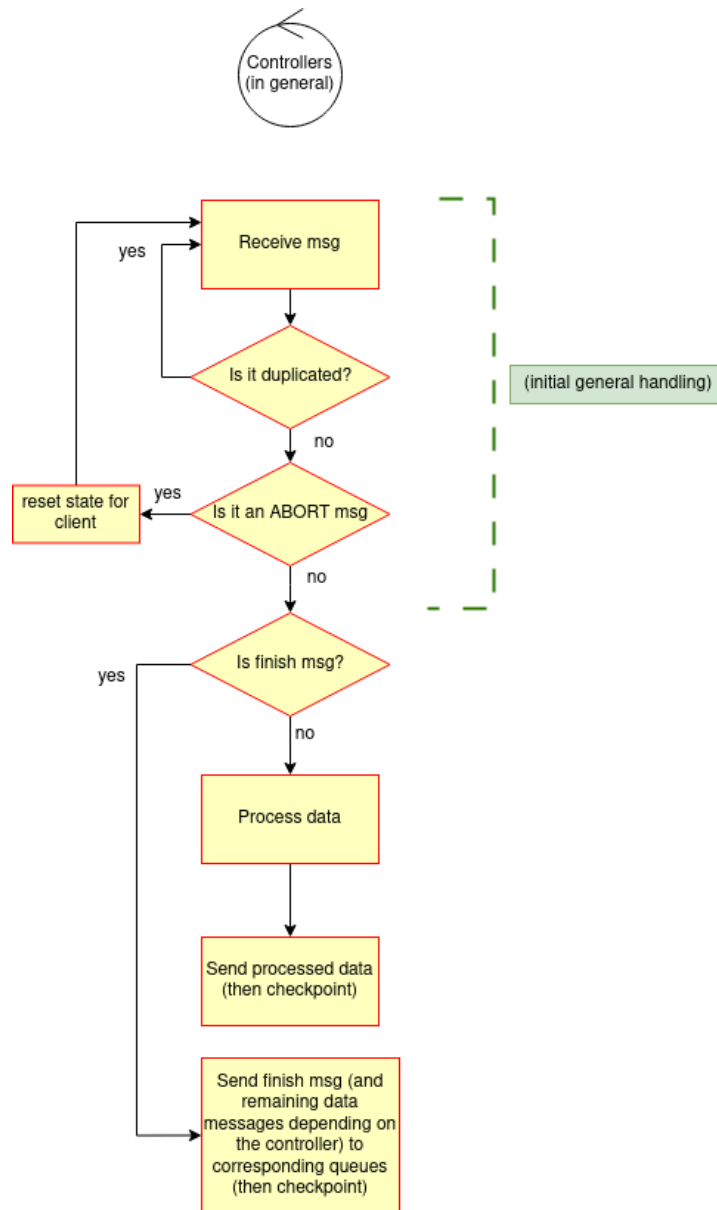 Controllers
(in general)
Receive msg
yes
Is it duplicated?
(initial general handling)
no
reset state for
client
yes
Is it an ABORT msg
no
Is finish msg?
yes
no
Process data
Send processed data
(then checkpoint)
Send finish msg (and
remaining data
messages depending on
the controller) to
corresponding queues
(then checkpoint)